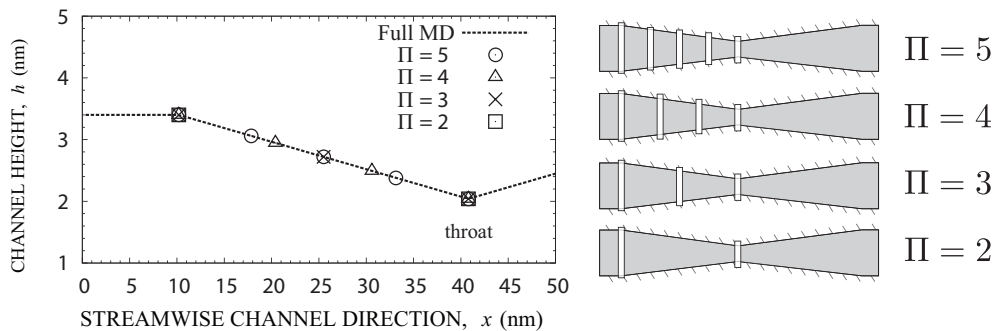 5
4
3
2
1
CHANNEL HEIGHT, h (nm)
Full MD
Π = 5
Π = 4
Π = 3
Π = 2
throat
0 5 10 15 20 25 30 35 40 45 50
STREAMWISE CHANNEL DIRECTION, x (nm)
Π = 5
Π = 4
Π = 3
Π = 2